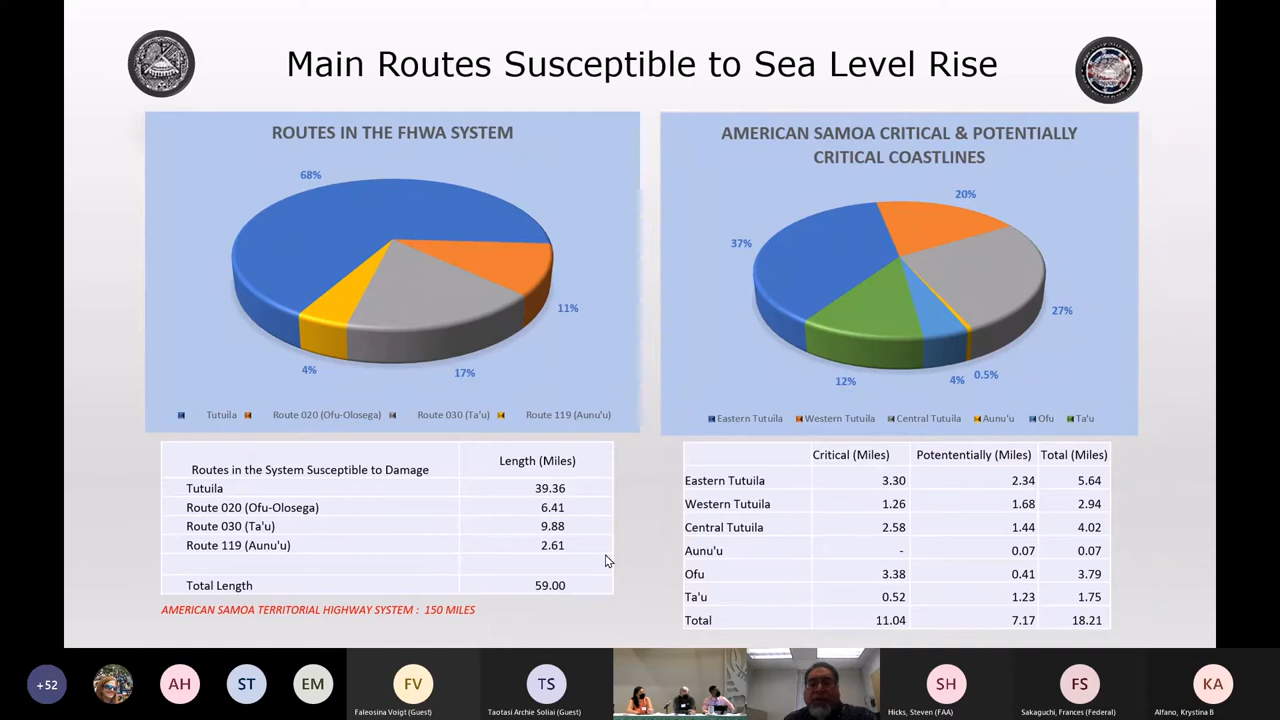 Main Routes Susceptible to Sea Level Rise
ROUTES IN THE FHWA SYSTEM
68%
11%
17%
4%
Tutuila Route 020 (Ofu-Olosega) Route 030 (Ta'u) Route 119 (Aunu'u)
AMERICAN SAMOA CRITICAL & POTENTIALLY
CRITICAL COASTLINES
20%
37%
27%
0.5%
4%
12%
Eastern Tutuila Western Tutuila Central Tutuila Aunu'u Ofu Ta'u
Routes in the System Susceptible to Damage Length (Miles)
Tutuila 39.36
Route 020 (Ofu-Olosega) 6.41
Route 030 (Ta'u) 9.88
Route 119 (Aunu'u) 2.61
Total Length 59.00
AMERICAN SAMOA TERRITORIAL HIGHWAY SYSTEM : 150 MILES
Critical (Miles) Pototentially (Miles) Total (Miles)
Eastern Tutuila 3.30 2.34 5.64
Western Tutuila 1.26 1.68 2.94
Central Tutuila 2.58 1.44 4.02
Aunu'u - 0.07 0.07
Ofu 3.38 0.41 3.79
Ta'u 0.52 1.23 1.75
Total 11.04 7.17 18.21
+52 AH ST EM FV TS SH FS KA
Faleosina Voigt (Guest) Taotasi Archie Soliai (Guest) Hicks, Steven (FAA) Sakaguchi, Frances (Federal) Alfano, Krystina B